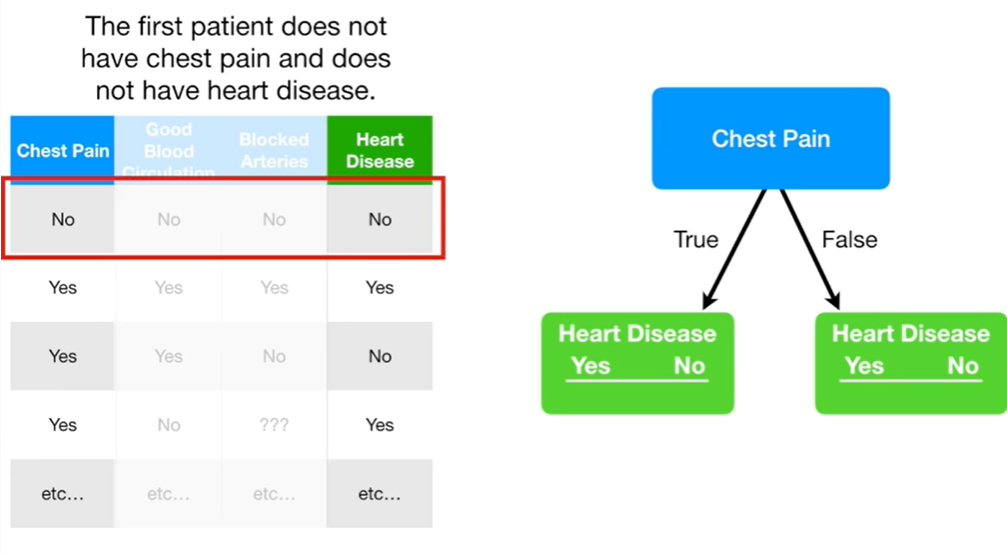 The first patient does not
have chest pain and does
not have heart disease.
Chest Pain
Good
Blood
Circulation
Blocked
Arteries
Heart
Disease
No No No No
Yes Yes Yes Yes
Yes Yes No No
Yes No ??? Yes
etc... etc... etc... etc...
Chest Pain
True False
Heart Disease
Yes No
Heart Disease
Yes No